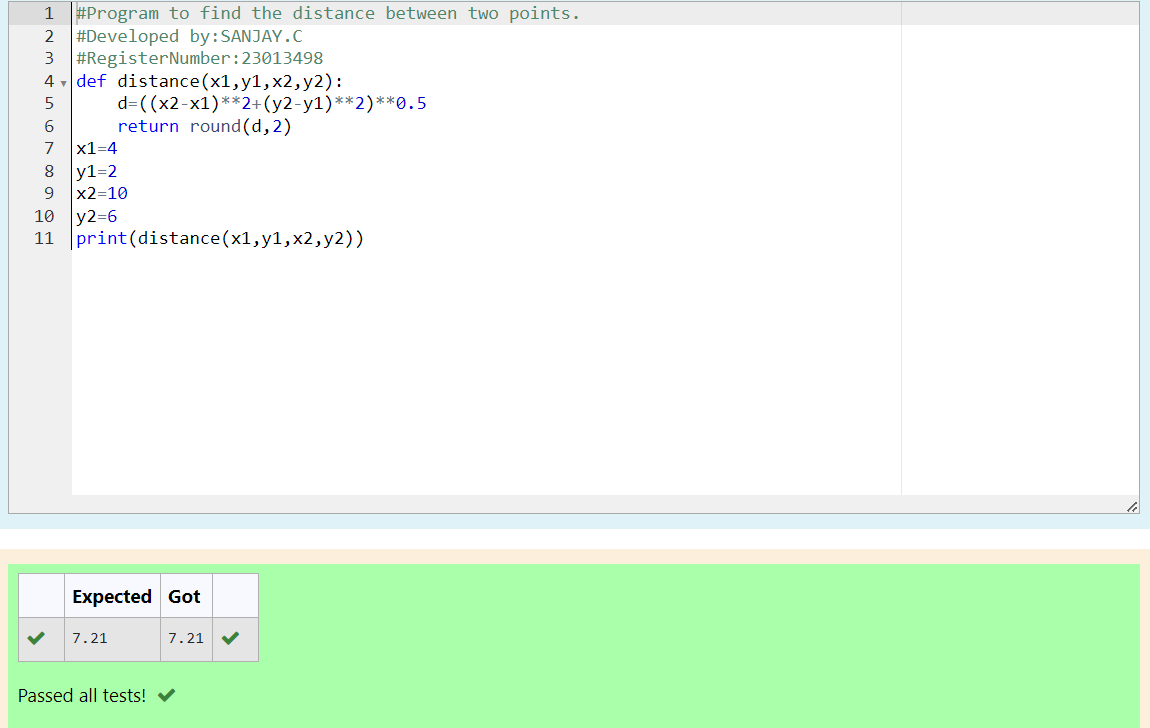 1 #Program to find the distance between two points.
2 #Developed by:SANJAY.C
3 #RegisterNumber:23013498
4 def distance(x1,y1,x2,y2):
5     d=((x2-x1)**2+(y2-y1)**2)**0.5
6     return round(d,2)
7 x1=4
8 y1=2
9 x2=10
10 y2=6
11 print(distance(x1,y1,x2,y2))
Expected Got
7.21 7.21
Passed all tests!